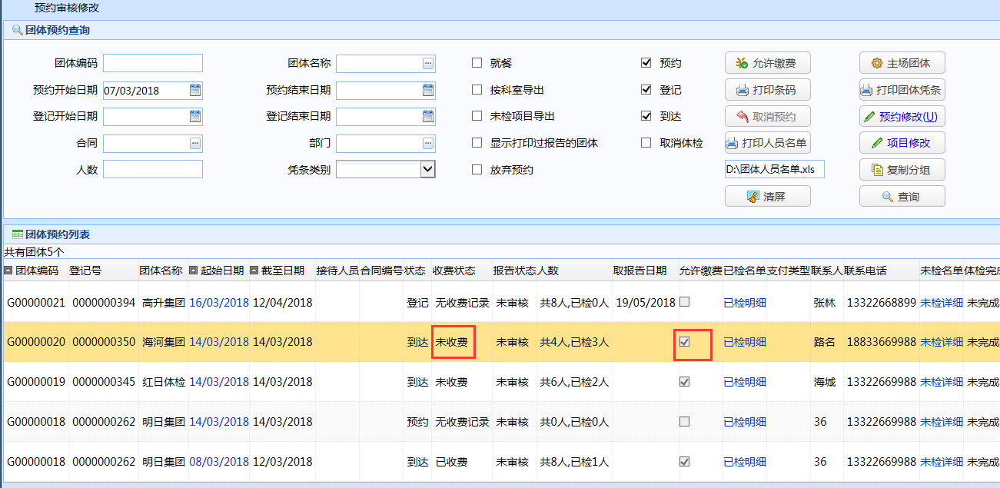 预约审核修改
团体预约查询
团体编码 团体名称 就餐 预约 允许缴费 主场团体
预约开始日期 07/03/2018 预约结束日期 按科室导出 登记 打印条码 打印团体凭条
登记开始日期 登记结束日期 未检项目导出 到达 取消预约 预约修改(U)
合同 部门 显示打印过报告的团体 取消体检 打印人员名单 项目修改
人数 凭条类别 放弃预约 D:\团体人员名单.xls 复制分组
清屏 查询
团体预约列表
共有团体5个
团体编码 登记号 团体名称 起始日期 截至日期 接待人员 合同编号 状态 收费状态 报告状态 人数 取报告日期 允许缴费 已检名单 支付类型 联系人 联系电话 未检名单 体检完成
G00000021 0000000394 高升集团 16/03/2018 12/04/2018 登记 无收费记录 未审核 共8人,已检0人 19/05/2018 已检明细 张林 13322668899 未检详细 未完成
G00000020 0000000350 海河集团 14/03/2018 14/03/2018 到达 未收费 未审核 共4人,已检3人 已检明细 路名 18833669988 未检详细 未完成
G00000019 0000000345 红日体检 14/03/2018 14/03/2018 到达 未收费 未审核 共6人,已检2人 已检明细 海城 13322669988 未检详细 未完成
G00000018 0000000262 明日集团 14/03/2018 14/03/2018 预约 无收费记录 未审核 共0人,已检0人 已检明细 36 13322669988 未检详细 未完成
G00000018 0000000262 明日集团 08/03/2018 12/03/2018 到达 已收费 未审核 共8人,已检1人 已检明细 36 13322669988 未检详细 未完成